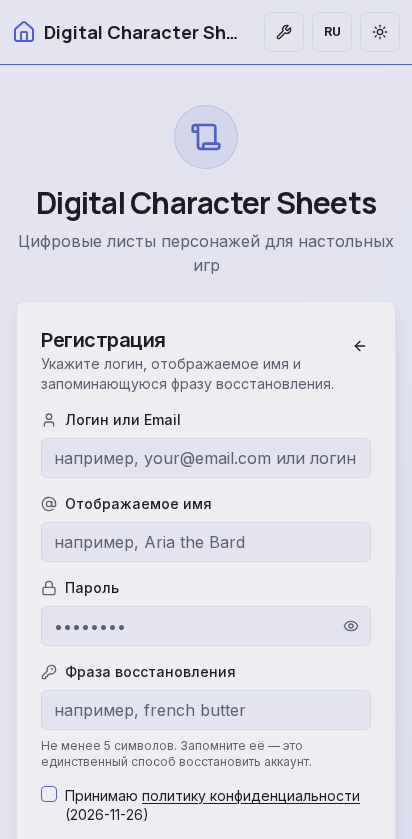 Digital Character Sh...
RU
Digital Character Sheets
Цифровые листы персонажей для настольных
игр
Регистрация
Укажите логин, отображаемое имя и
запоминающуюся фразу восстановления.
Логин или Email
например, your@email.com или логин
Отображаемое имя
например, Aria the Bard
Пароль
••••••••
Фраза восстановления
например, french butter
Не менее 5 символов. Запомните её — это
единственный способ восстановить аккаунт.
Принимаю политику конфиденциальности
(2026-11-26)